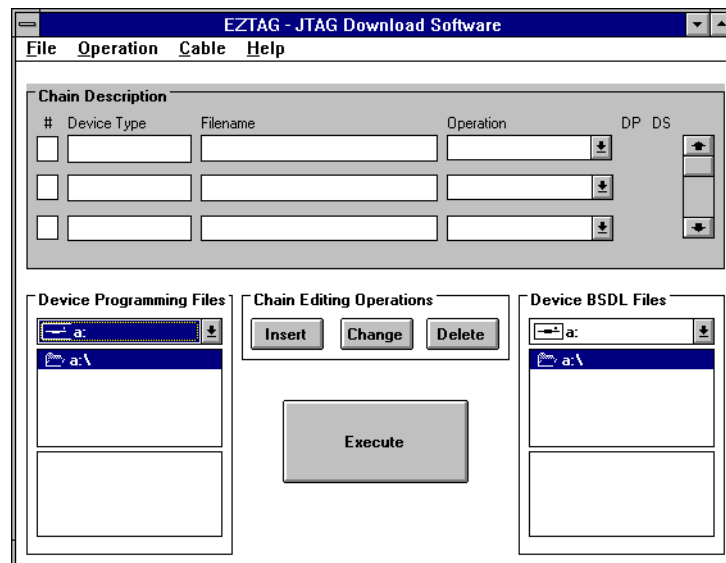 EZTAG - JTAG Download Software
File Operation Cable Help
Chain Description
# Device Type Filename Operation DP DS
Device Programming Files
a:
a:\
Chain Editing Operations
Insert Change Delete
Execute
Device BSDL Files
a:
a:\